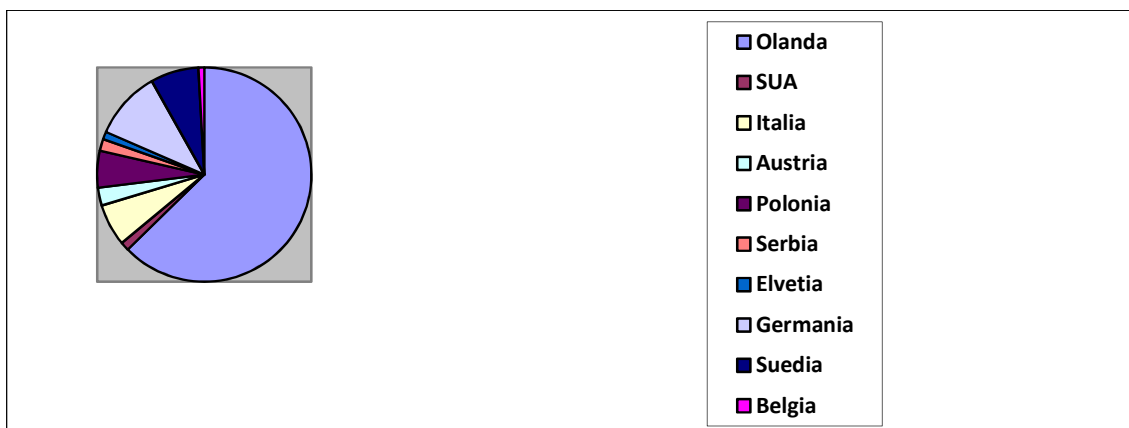 Olanda
SUA
Italia
Austria
Polonia
Serbia
Elvetia
Germania
Suedia
Belgia